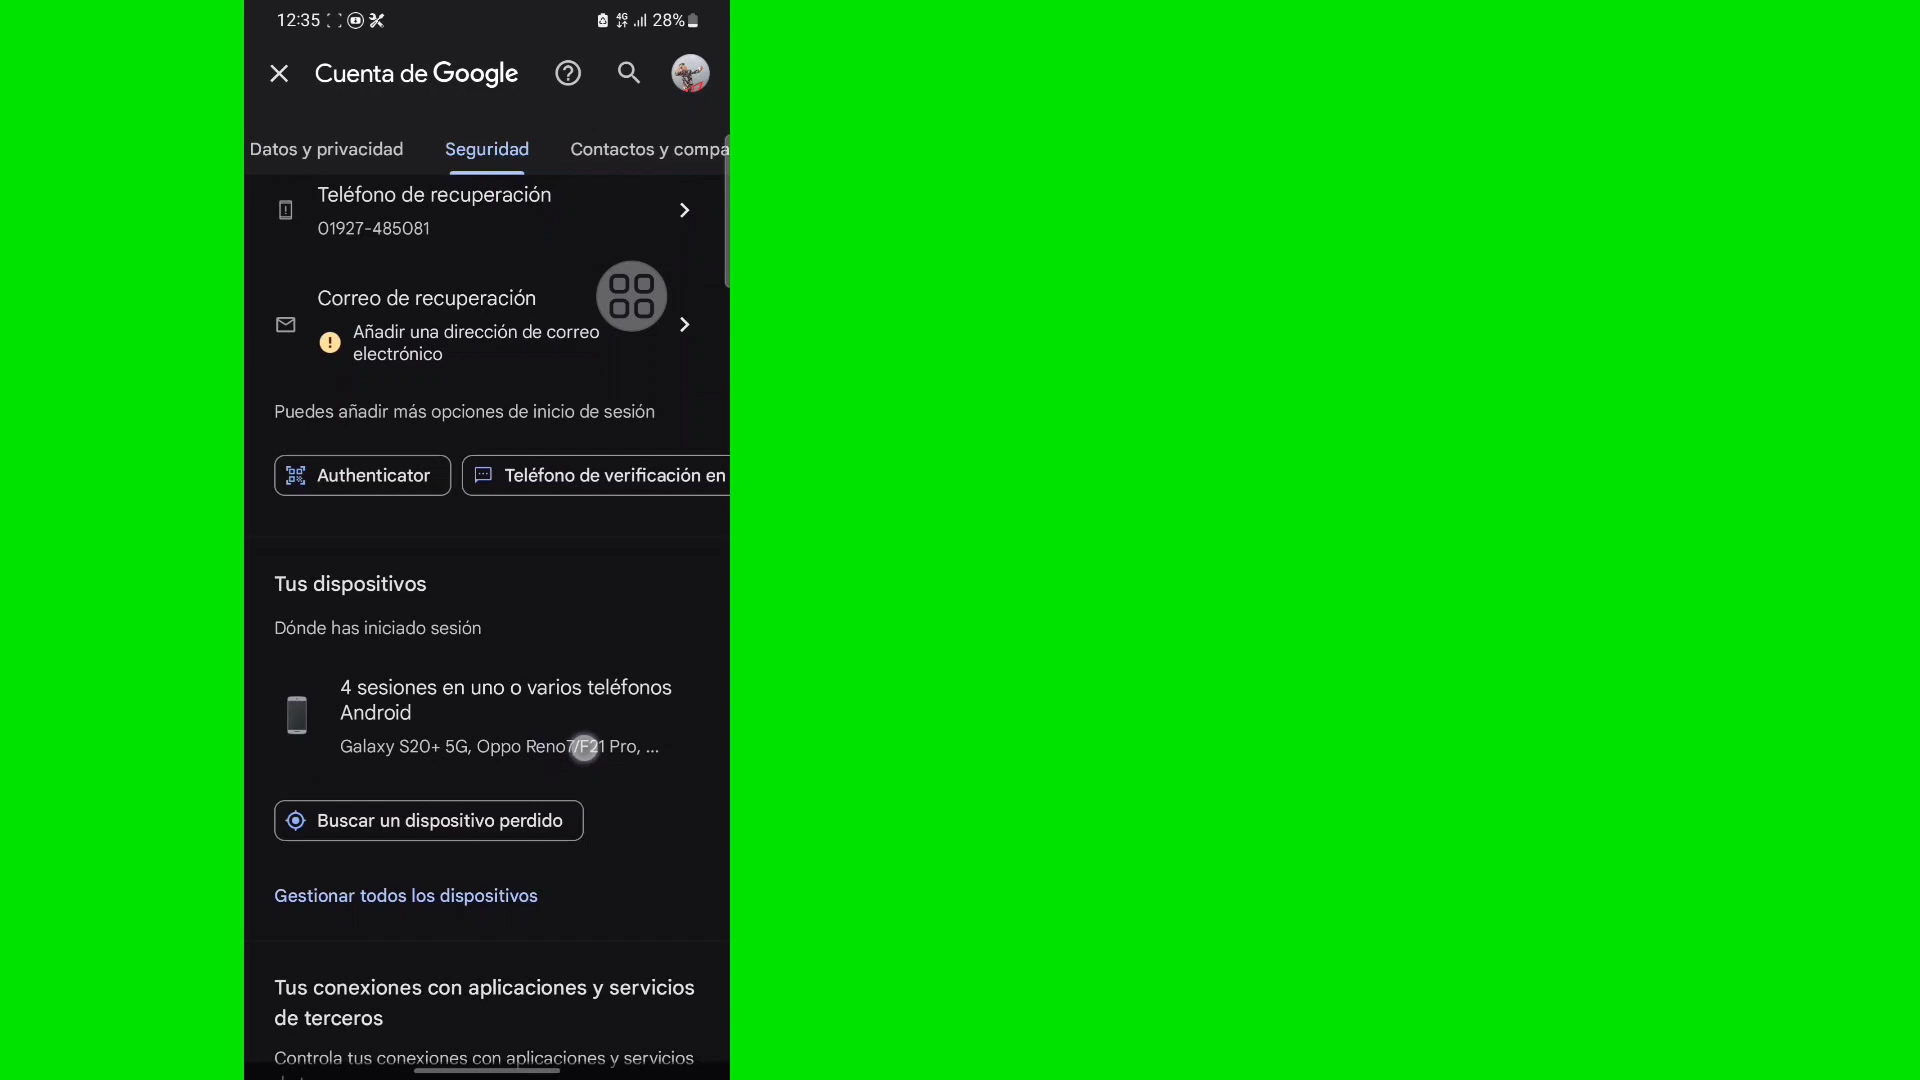 12:35
4G
28%
Cuenta de Google
Datos y privacidad
Seguridad
Contactos y compa
Teléfono de recuperación
01927-485081
Correo de recuperación
Añadir una dirección de correo
electrónico
Puedes añadir más opciones de inicio de sesión
Authenticator
Teléfono de verificación en
Tus dispositivos
Dónde has iniciado sesión
4 sesiones en uno o varios teléfonos
Android
Galaxy S20+ 5G, Oppo Reno7/F21 Pro, ...
Buscar un dispositivo perdido
Gestionar todos los dispositivos
Tus conexiones con aplicaciones y servicios
de terceros
Controla tus conexiones con aplicaciones y servicios